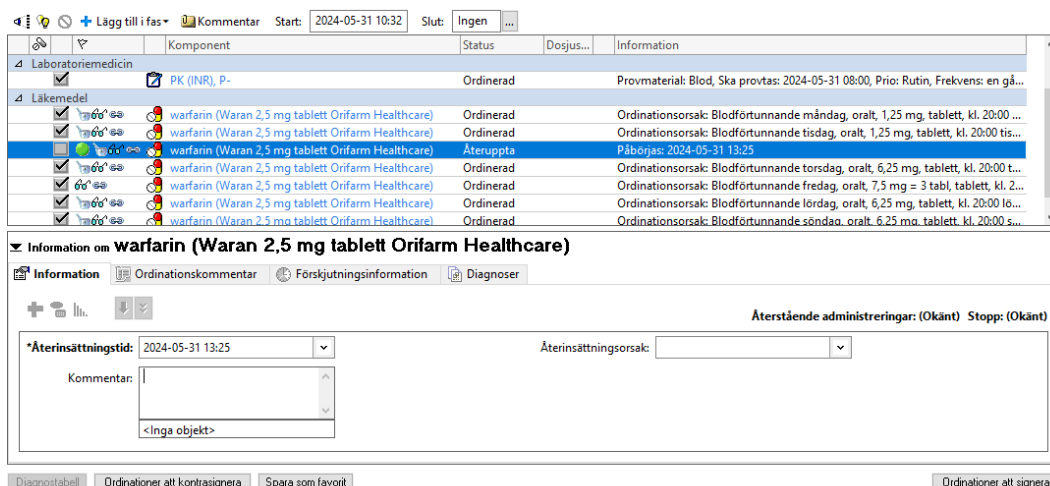 Lägg till i fas Kommentar Start: 2024-05-31 10:32 Slut: Ingen ...
Komponent Status Dosjus... Information
Laboratoriemedicin
PK (INR), P- Ordinerad Provmaterial: Blod, Ska provtas: 2024-05-31 08:00, Prio: Rutin, Frekvens: en gå...
Läkemedel
warfarin (Waran 2,5 mg tablett Orifarm Healthcare) Ordinerad Ordinationsorsak: Blodförtunnande måndag, oralt, 1,25 mg, tablett, kl. 20:00 ...
warfarin (Waran 2,5 mg tablett Orifarm Healthcare) Ordinerad Ordinationsorsak: Blodförtunnande tisdag, oralt, 1,25 mg, tablett, kl. 20:00 tis...
warfarin (Waran 2,5 mg tablett Orifarm Healthcare) Återuppta Påbörjas: 2024-05-31 13:25
warfarin (Waran 2,5 mg tablett Orifarm Healthcare) Ordinerad Ordinationsorsak: Blodförtunnande torsdag, oralt, 6,25 mg, tablett, kl. 20:00 t...
warfarin (Waran 2,5 mg tablett Orifarm Healthcare) Ordinerad Ordinationsorsak: Blodförtunnande fredag, oralt, 7,5 mg = 3 tabl, tablett, kl. 2...
warfarin (Waran 2,5 mg tablett Orifarm Healthcare) Ordinerad Ordinationsorsak: Blodförtunnande lördag, oralt, 6,25 mg, tablett, kl. 20:00 lö...
warfarin (Waran 2,5 mg tablett Orifarm Healthcare) Ordinerad Ordinationsorsak: Blodförtunnande söndag, oralt, 6,25 mg, tablett, kl. 20:00 s...
Information om warfarin (Waran 2,5 mg tablett Orifarm Healthcare)
Information Ordinationskommentar Förskjutningsinformation Diagnoser
Återstående administreringar: (Okänt) Stopp: (Okänt)
*Återinsättningstid: 2024-05-31 13:25 Återinsättningsorsak:
Kommentar:
<Inga objekt>
Diagnostabell Ordinationer att kontrasignera Spara som favorit Ordinationer att signera